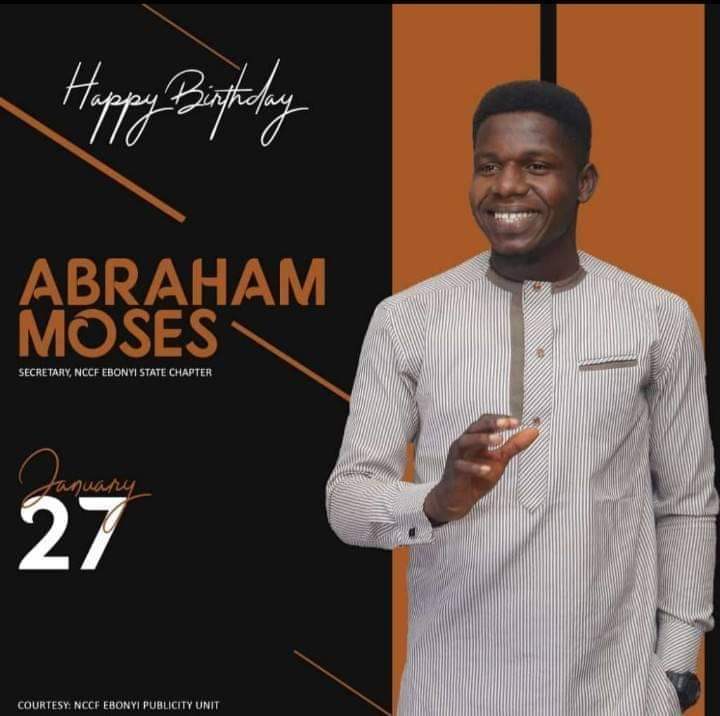 Happy Birthday
ABRAHAM
MOSES
SECRETARY, NCCF EBONYI STATE CHAPTER
January
27
COURTESY: NCCF EBONYI PUBLICITY UNIT